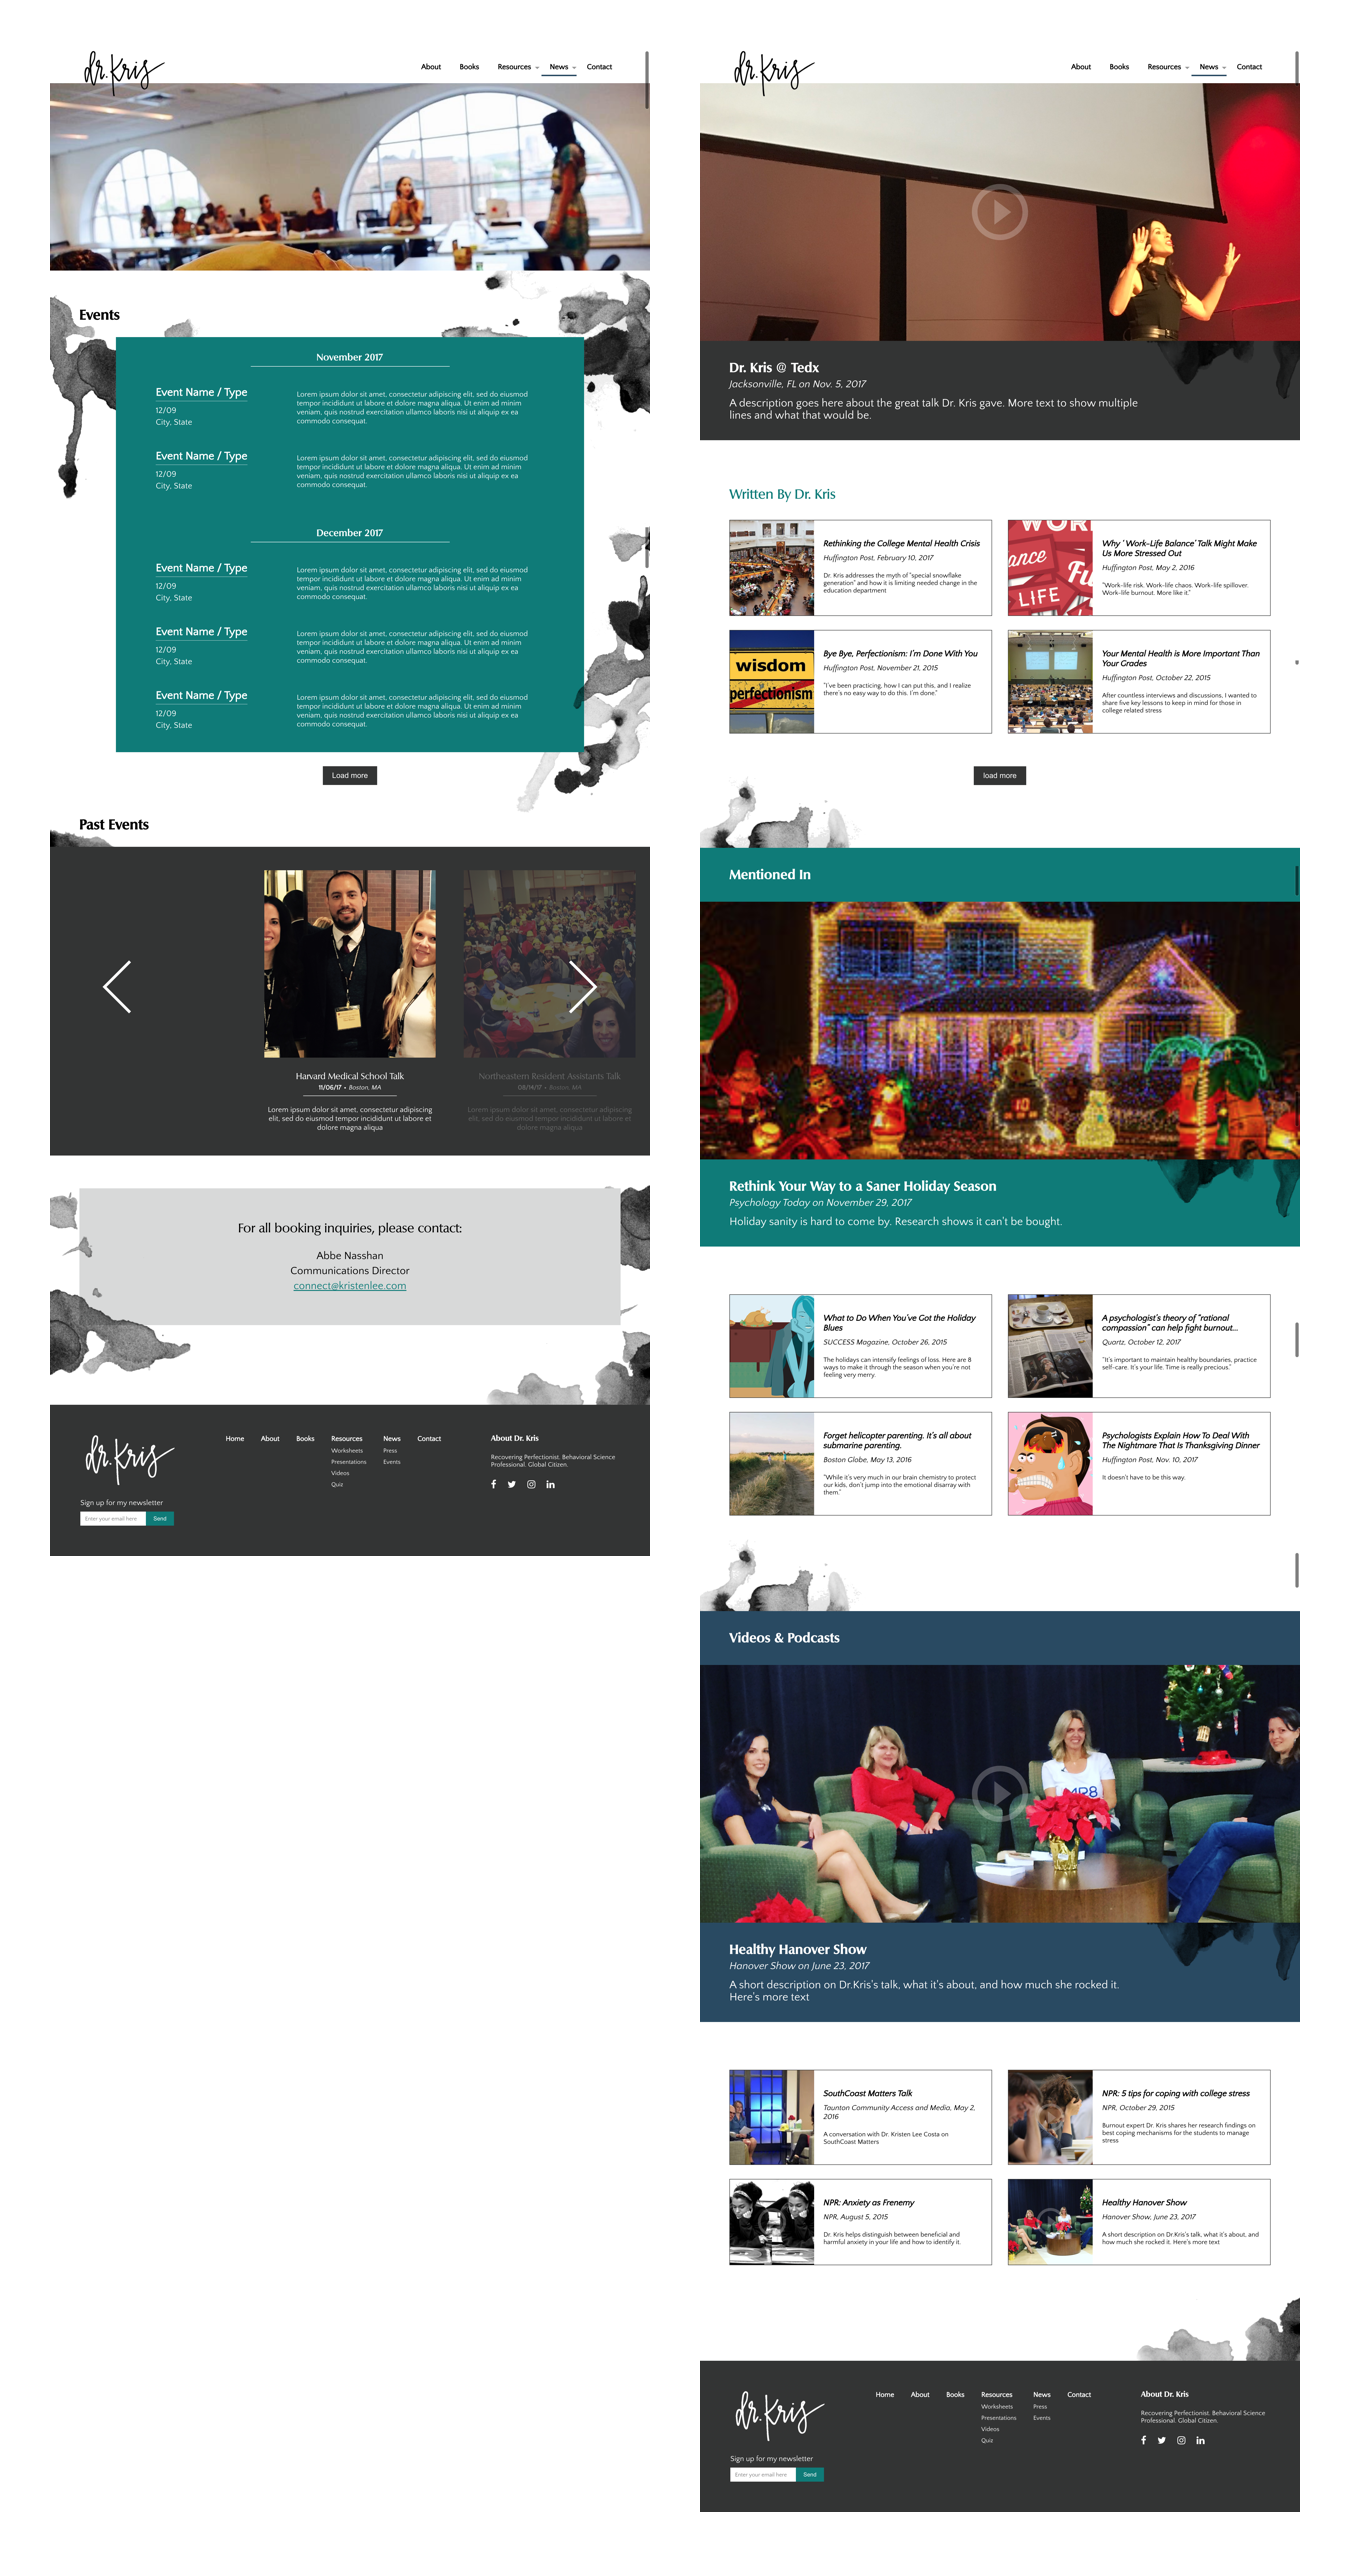 dr. Kris
About Books Resources News Contact
Events
November 2017
Event Name / Type
12/09
City, State
Lorem ipsum dolor sit amet, consectetur adipiscing elit, sed do eiusmod
tempor incididunt ut labore et dolore magna aliqua. Ut enim ad minim
veniam, quis nostrud exercitation ullamco laboris nisi ut aliquip ex ea
commodo consequat.
Event Name / Type
12/09
City, State
Lorem ipsum dolor sit amet, consectetur adipiscing elit, sed do eiusmod
tempor incididunt ut labore et dolore magna aliqua. Ut enim ad minim
veniam, quis nostrud exercitation ullamco laboris nisi ut aliquip ex ea
commodo consequat.
December 2017
Event Name / Type
12/09
City, State
Lorem ipsum dolor sit amet, consectetur adipiscing elit, sed do eiusmod
tempor incididunt ut labore et dolore magna aliqua. Ut enim ad minim
veniam, quis nostrud exercitation ullamco laboris nisi ut aliquip ex ea
commodo consequat.
Event Name / Type
12/09
City, State
Lorem ipsum dolor sit amet, consectetur adipiscing elit, sed do eiusmod
tempor incididunt ut labore et dolore magna aliqua. Ut enim ad minim
veniam, quis nostrud exercitation ullamco laboris nisi ut aliquip ex ea
commodo consequat.
Event Name / Type
12/09
City, State
Lorem ipsum dolor sit amet, consectetur adipiscing elit, sed do eiusmod
tempor incididunt ut labore et dolore magna aliqua. Ut enim ad minim
veniam, quis nostrud exercitation ullamco laboris nisi ut aliquip ex ea
commodo consequat.
Load more
Past Events
Harvard Medical School Talk
11/06/17 • Boston, MA
Lorem ipsum dolor sit amet, consectetur adipiscing
elit, sed do eiusmod tempor incididunt ut labore et
dolore magna aliqua
Northeastern Resident Assistants Talk
08/14/17 • Boston, MA
Lorem ipsum dolor sit amet, consectetur adipiscing
elit, sed do eiusmod tempor incididunt ut labore et
dolore magna aliqua
For all booking inquiries, please contact:
Abbe Nasshan
Communications Director
connect@kristenlee.com
dr. Kris
Sign up for my newsletter
Enter your email here Send
Home About Books Resources News Contact
Worksheets Press
Presentations Events
Videos
Quiz
About Dr. Kris
Recovering Perfectionist. Behavioral Science
Professional. Global Citizen.
dr. Kris
About Books Resources News Contact
Dr. Kris @ Tedx
Jacksonville, FL on Nov. 5, 2017
A description goes here about the great talk Dr. Kris gave. More text to show multiple
lines and what that would be.
Written By Dr. Kris
Rethinking the College Mental Health Crisis
Huffington Post, February 10, 2017
Dr. Kris addresses the myth of "special snowflake
generation" and how it is limiting needed change in the
education department
WORK
LIFE
Why 'Work-Life Balance' Talk Might Make
Us More Stressed Out
Huffington Post, May 2, 2016
"Work-life risk. Work-life chaos. Work-life spillover.
Work-life burnout. More like it."
wisdom
perfectionism
Bye Bye, Perfectionism: I'm Done With You
Huffington Post, November 21, 2015
"I've been practicing, how I can put this, and I realize
there's no easy way to do this. I'm done."
Your Mental Health is More Important Than
Your Grades
Huffington Post, October 22, 2015
After countless interviews and discussions, I wanted to
share five key lessons to keep in mind for those in
college related stress
load more
Mentioned In
Rethink Your Way to a Saner Holiday Season
Psychology Today on November 29, 2017
Holiday sanity is hard to come by. Research shows it can't be bought.
What to Do When You've Got the Holiday
Blues
SUCCESS Magazine, October 26, 2015
The holidays can intensify feelings of loss. Here are 8
ways to make it through the season when you're not
feeling very merry.
A psychologist's theory of "rational
compassion" can help fight burnout...
Quartz, October 12, 2017
"It's important to maintain healthy boundaries, practice
self-care. It's your life. Time is really precious."
Forget helicopter parenting. It's all about
submarine parenting.
Boston Globe, May 13, 2016
"While it's very much in our brain chemistry to protect
our kids, don't jump into the emotional disarray with
them."
Psychologists Explain How To Deal With
The Nightmare That Is Thanksgiving Dinner
Huffington Post, Nov. 10, 2017
It doesn't have to be this way.
Videos & Podcasts
Healthy Hanover Show
Hanover Show on June 23, 2017
A short description on Dr.Kris's talk, what it's about, and how much she rocked it.
Here's more text
SouthCoast Matters Talk
Taunton Community Access and Media, May 2,
2016
A conversation with Dr. Kristen Lee Costa on
SouthCoast Matters
NPR: 5 tips for coping with college stress
NPR, October 29, 2015
Burnout expert Dr. Kris shares her research findings on
best coping mechanisms for the students to manage
stress
NPR: Anxiety as Frenemy
NPR, August 5, 2015
Dr. Kris helps distinguish between beneficial and
harmful anxiety in your life and how to identify it.
Healthy Hanover Show
Hanover Show, June 23, 2017
A short description on Dr.Kris's talk, what it's about, and
how much she rocked it. Here's more text
dr. Kris
Sign up for my newsletter
Enter your email here Send
Home About Books Resources News Contact
Worksheets Press
Presentations Events
Videos
Quiz
About Dr. Kris
Recovering Perfectionist. Behavioral Science
Professional. Global Citizen.